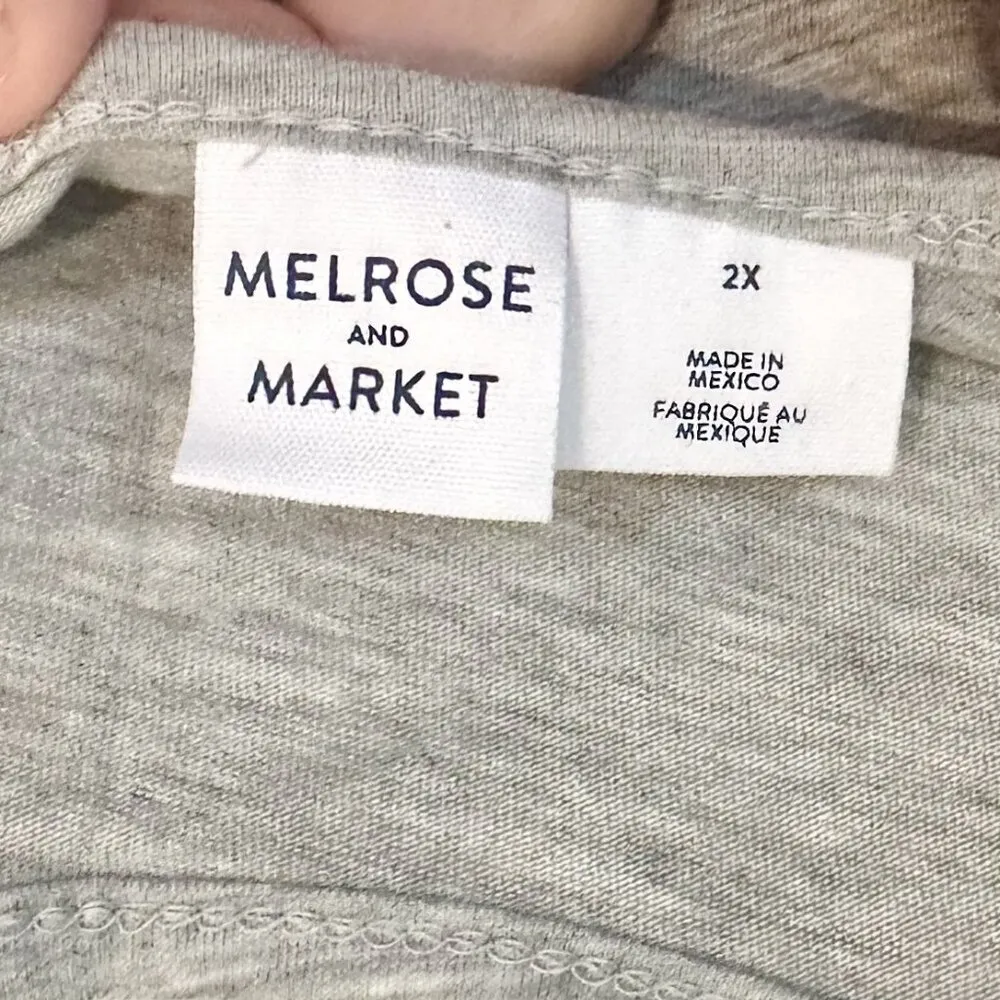 MELROSE
AND
MARKET
2X
MADE IN
MEXICO
FABRIQUÉ AU
MEXIQUE